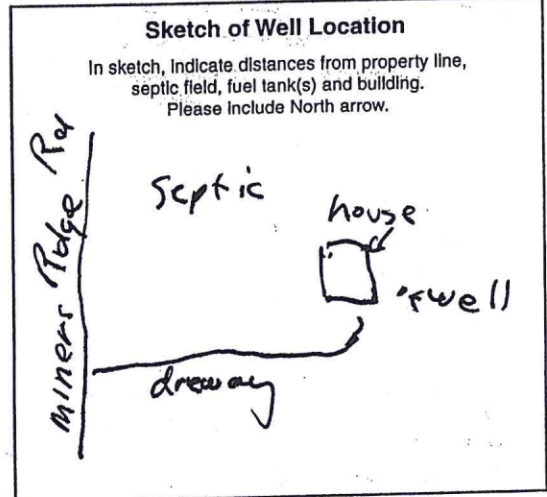 Sketch of Well Location
In sketch, indicate distances from property line,
septic field, fuel tank(s) and building.
Please include North arrow.
Miners Ridge Rd
Septic
house
well
driveway